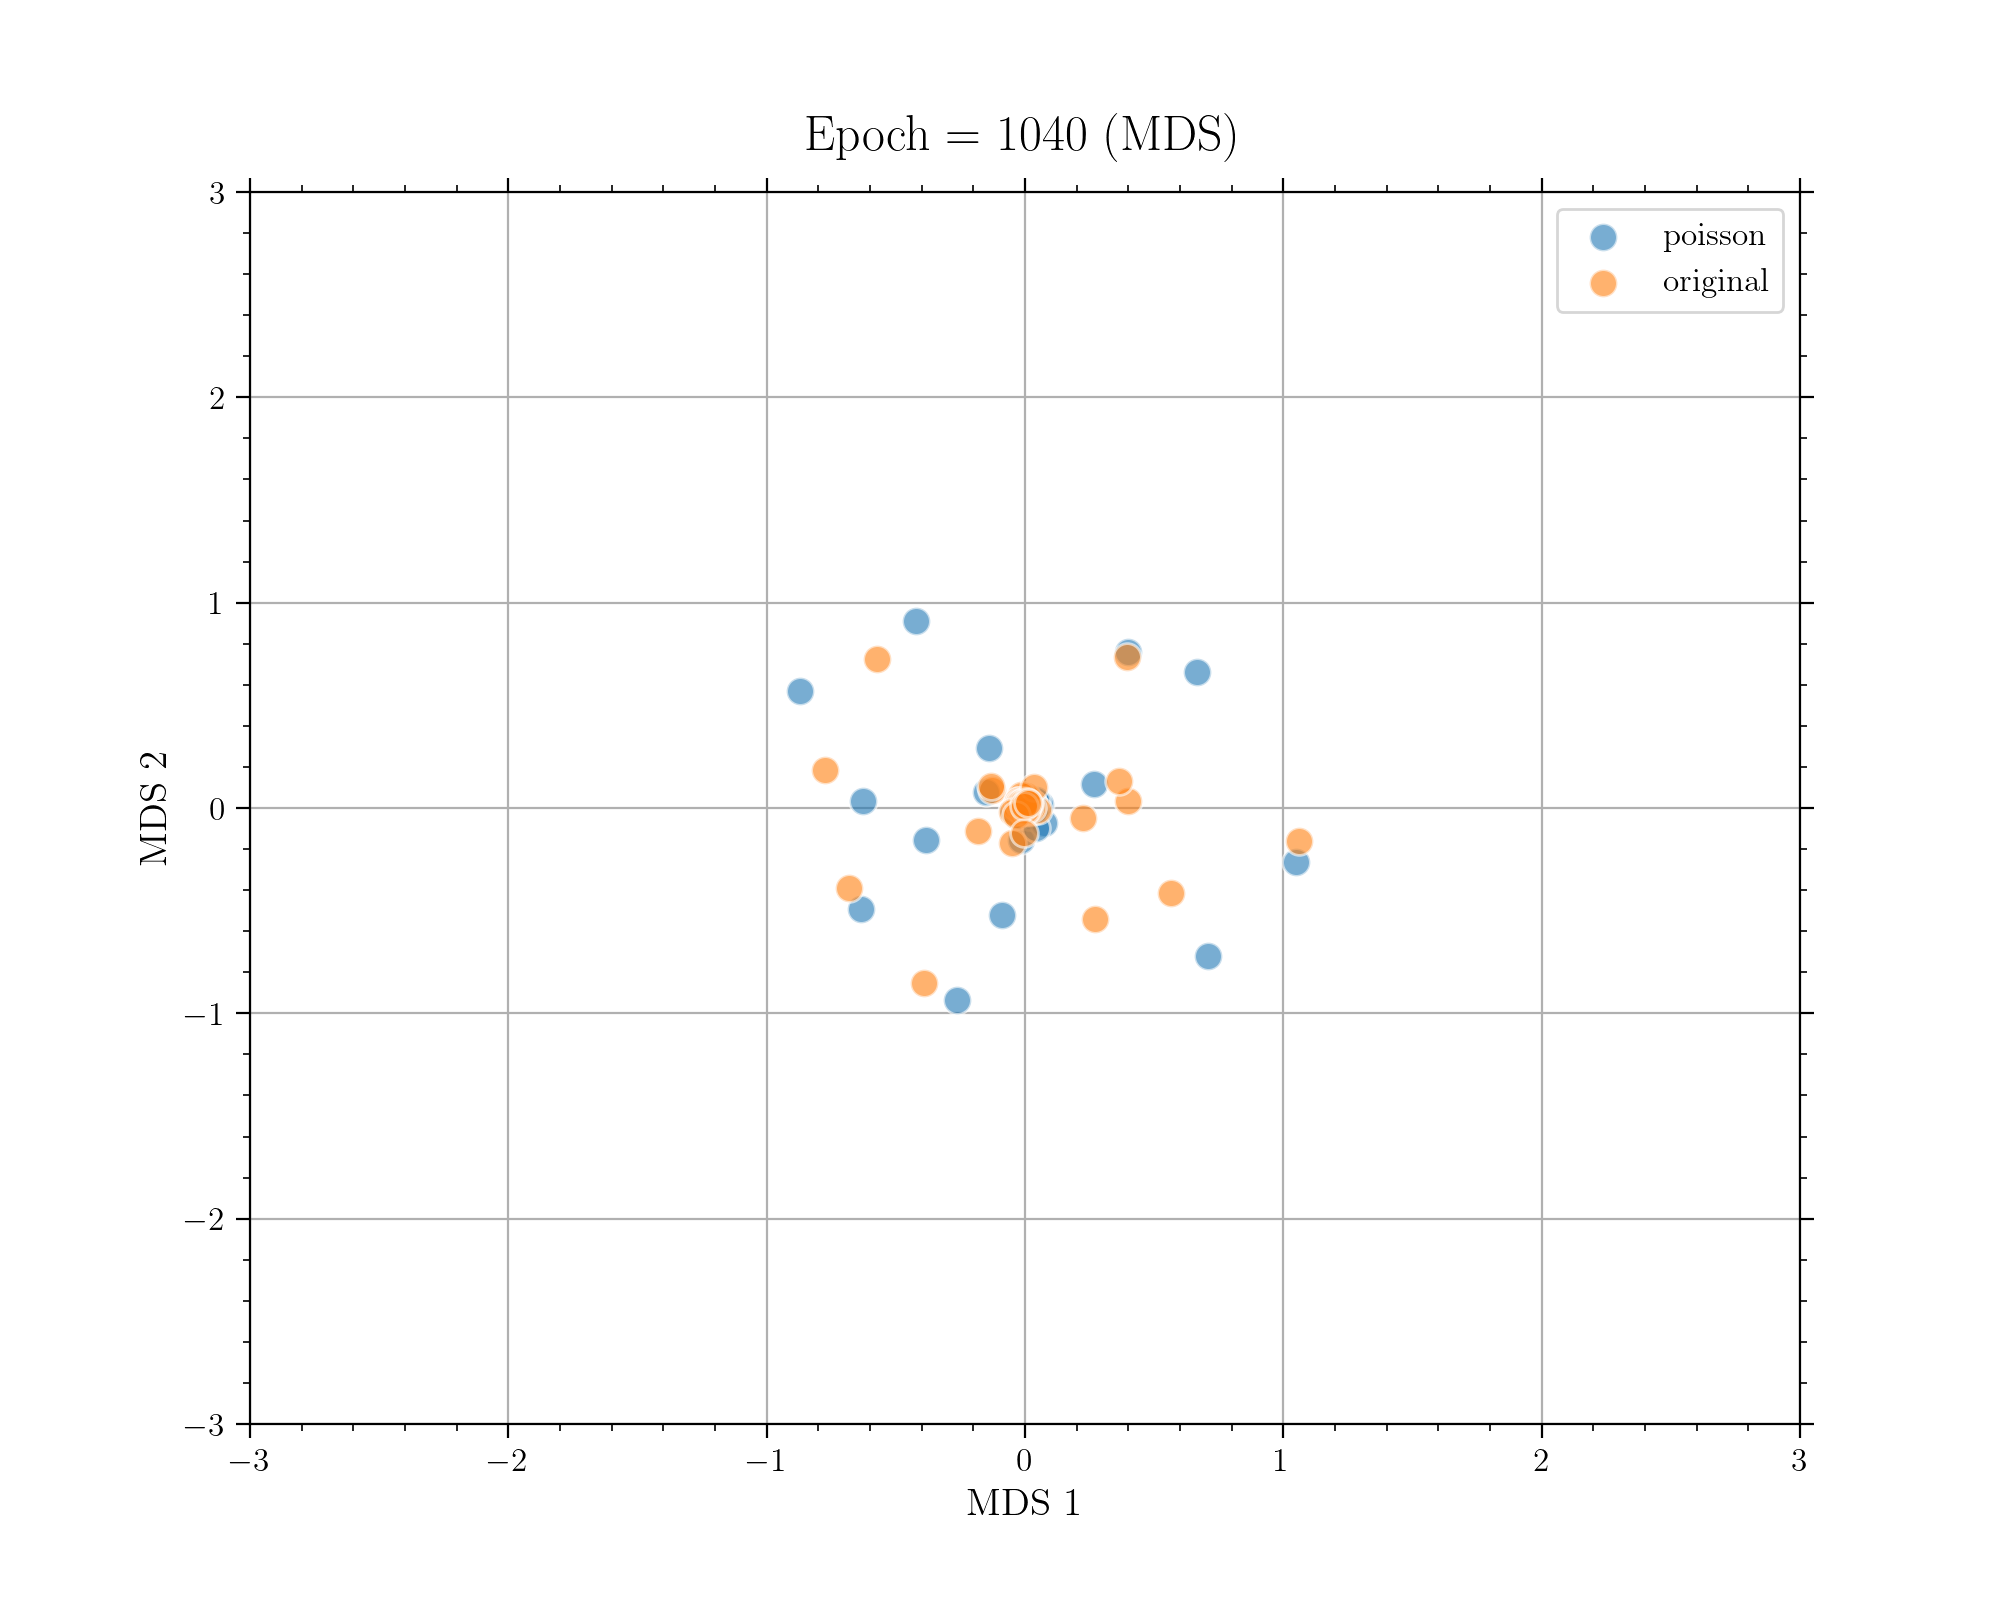 Epoch = 1040 (MDS)
poisson
original
3
2
1
0
−1
−2
−3
MDS 2
−3 −2 −1 0 1 2 3
MDS 1